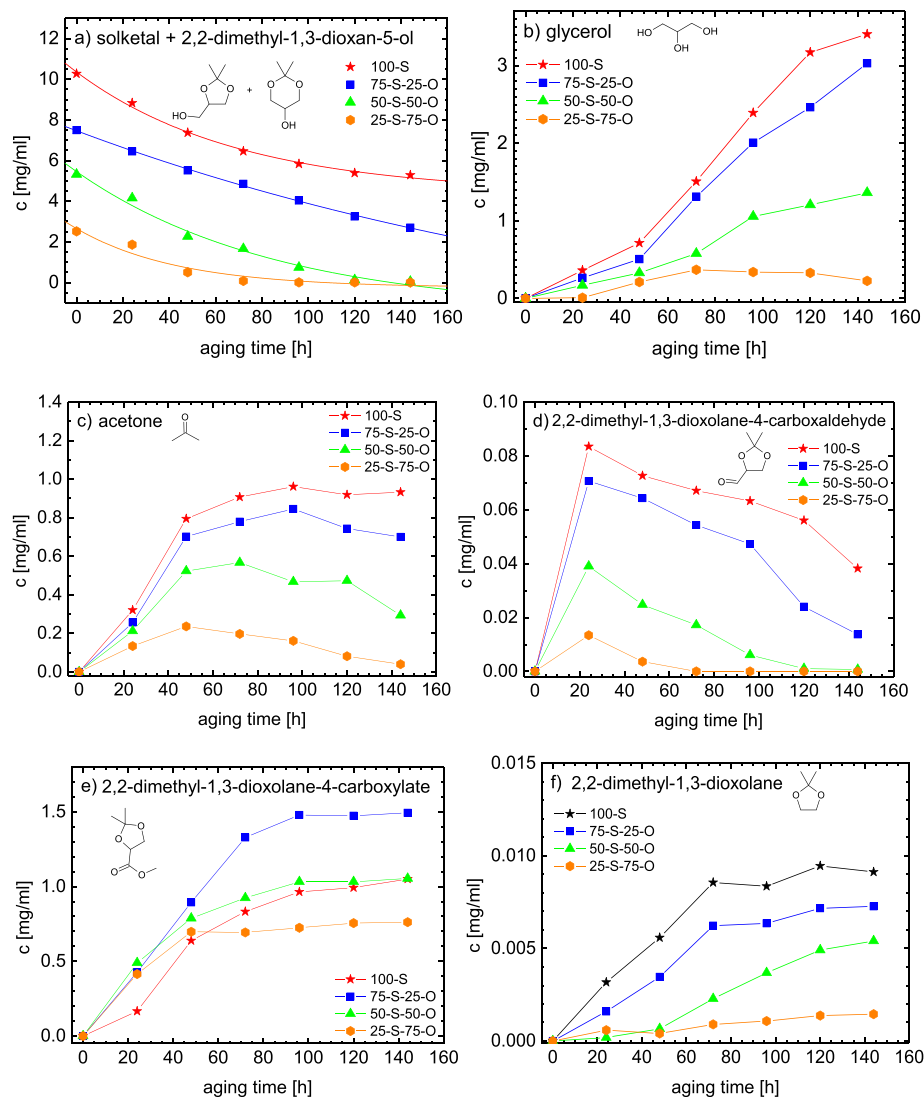 a) solketal + 2,2-dimethyl-1,3-dioxan-5-ol
O
O
HO
+
O
O
OH
100-S
75-S-25-O
50-S-50-O
25-S-75-O
12
10
8
6
4
2
0
c [mg/ml]
0 20 40 60 80 100 120 140 160
aging time [h]
b) glycerol
HO
OH
OH
100-S
75-S-25-O
50-S-50-O
25-S-75-O
3
2
1
0
c [mg/ml]
0 20 40 60 80 100 120 140 160
aging time [h]
c) acetone
O
100-S
75-S-25-O
50-S-50-O
25-S-75-O
1.4
1.2
1.0
0.8
0.6
0.4
0.2
0.0
c [mg/ml]
0 20 40 60 80 100 120 140 160
aging time [h]
d) 2,2-dimethyl-1,3-dioxolane-4-carboxaldehyde
O
O
O
100-S
75-S-25-O
50-S-50-O
25-S-75-O
0.10
0.08
0.06
0.04
0.02
0.00
c [mg/ml]
0 20 40 60 80 100 120 140 160
aging time [h]
e) 2,2-dimethyl-1,3-dioxolane-4-carboxylate
O
O
O
O
100-S
75-S-25-O
50-S-50-O
25-S-75-O
1.5
1.0
0.5
0.0
c [mg/ml]
0 20 40 60 80 100 120 140 160
aging time [h]
f) 2,2-dimethyl-1,3-dioxolane
O
O
100-S
75-S-25-O
50-S-50-O
25-S-75-O
0.015
0.010
0.005
0.000
c [mg/ml]
0 20 40 60 80 100 120 140 160
aging time [h]